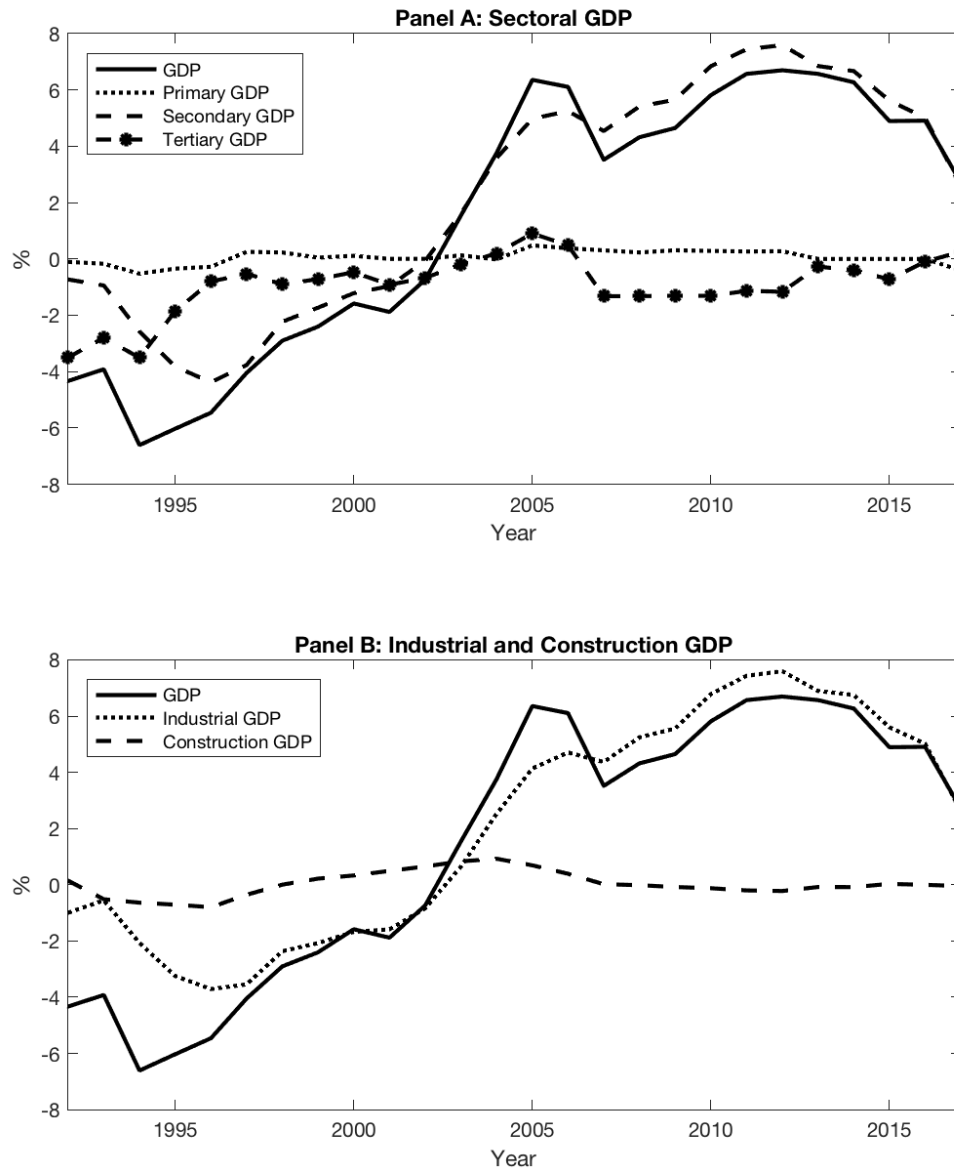 Panel A: Sectoral GDP
8
6
4
2
0
-2
-4
-6
-8
%
GDP
Primary GDP
Secondary GDP
Tertiary GDP
1995
2000
2005
2010
2015
Year
Panel B: Industrial and Construction GDP
8
6
4
2
0
-2
-4
-6
-8
%
GDP
Industrial GDP
Construction GDP
1995
2000
2005
2010
2015
Year